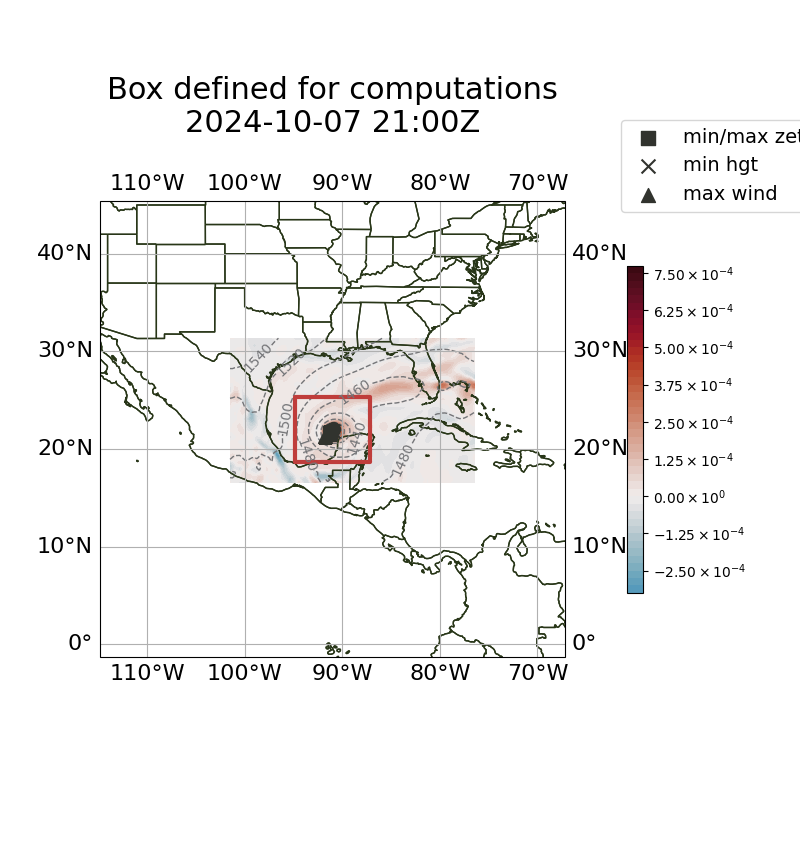 Box defined for computations
2024-10-07 21:00Z
min/max zet
min hgt
max wind
110°W 100°W 90°W 80°W 70°W
40°N 40°N
30°N 30°N
20°N 20°N
10°N 10°N
0° 0°
110°W 100°W 90°W 80°W 70°W
1540
1520
1500
1460
1480
1440
1480
7.50 × 10⁻⁴
6.25 × 10⁻⁴
5.00 × 10⁻⁴
3.75 × 10⁻⁴
2.50 × 10⁻⁴
1.25 × 10⁻⁴
0.00 × 10⁰
−1.25 × 10⁻⁴
−2.50 × 10⁻⁴